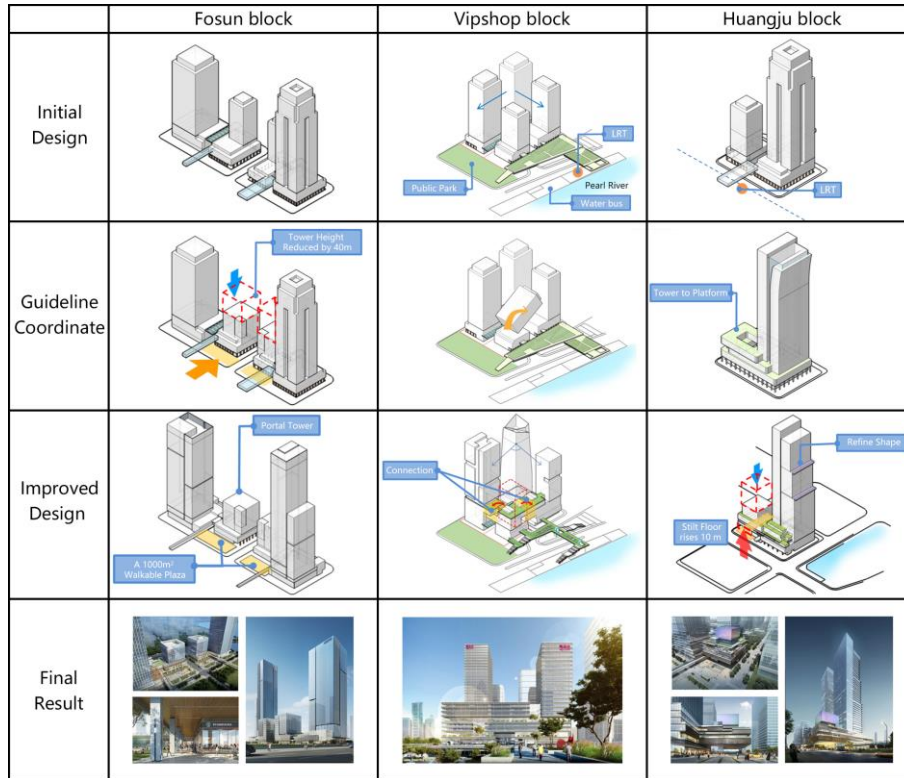 Fosun block
Vipshop block
Huangju block
Initial
Design
LRT
Public Park
Pearl River
Water bus
LRT
Guideline
Coordinate
Tower Height
Reduced by 40m
Tower to Platform
Improved
Design
Portal Tower
A 1000m²
Walkable Plaza
Connection
Refine Shape
Stilt Floor
rises 10 m
Final
Result